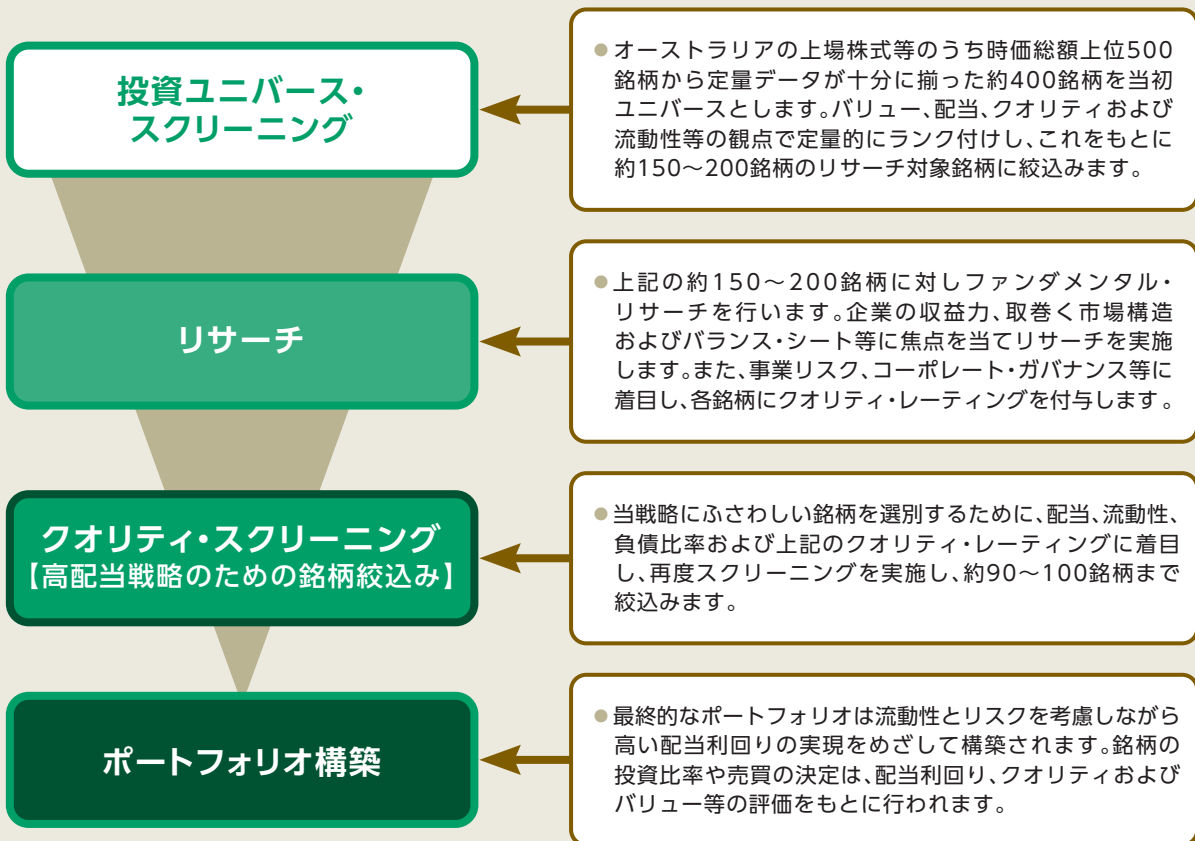 投資ユニバース・
スクリーニング
●オーストラリアの上場株式等のうち時価総額上位500
銘柄から定量データが十分に揃った約400銘柄を当初
ユニバースとします。バリュー、配当、クオリティおよび
流動性等の観点で定量的にランク付けし、これをもとに
約150～200銘柄のリサーチ対象銘柄に絞込みます。
リサーチ
●上記の約150～200銘柄に対しファンダメンタル・
リサーチを行います。企業の収益力、取巻く市場構造
およびバランス・シート等に焦点を当てリサーチを実施
します。また、事業リスク、コーポレート・ガバナンス等に
着目し、各銘柄にクオリティ・レーティングを付与します。
クオリティ・スクリーニング
【高配当戦略のための銘柄絞込み】
●当戦略にふさわしい銘柄を選別するために、配当、流動性、
負債比率および上記のクオリティ・レーティングに着目
し、再度スクリーニングを実施し、約90～100銘柄まで
絞込みます。
ポートフォリオ構築
●最終的なポートフォリオは流動性とリスクを考慮しながら
高い配当利回りの実現をめざして構築されます。銘柄の
投資比率や売買の決定は、配当利回り、クオリティおよび
バリュー等の評価をもとに行われます。